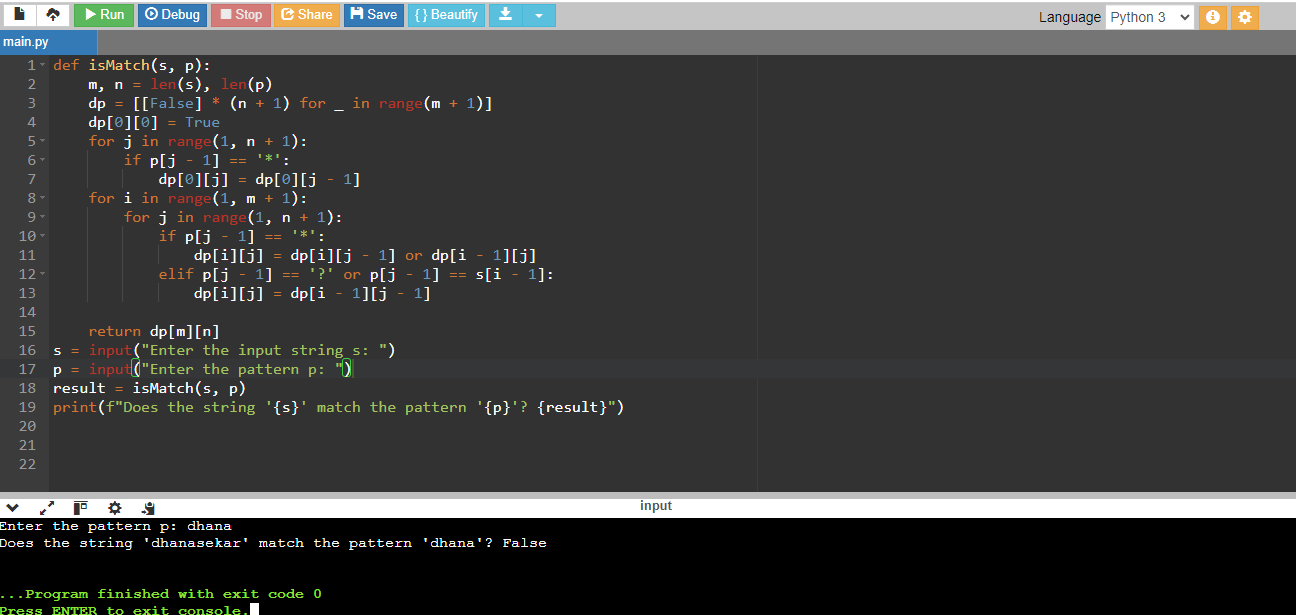 Run Debug Stop Share Save { } Beautify Language Python 3
main.py
1 def isMatch(s, p):
2     m, n = len(s), len(p)
3     dp = [[False] * (n + 1) for _ in range(m + 1)]
4     dp[0][0] = True
5     for j in range(1, n + 1):
6         if p[j - 1] == '*':
7             dp[0][j] = dp[0][j - 1]
8     for i in range(1, m + 1):
9         for j in range(1, n + 1):
10             if p[j - 1] == '*':
11                 dp[i][j] = dp[i][j - 1] or dp[i - 1][j]
12             elif p[j - 1] == '?' or p[j - 1] == s[i - 1]:
13                 dp[i][j] = dp[i - 1][j - 1]
14
15     return dp[m][n]
16 s = input("Enter the input string s: ")
17 p = input("Enter the pattern p: ")
18 result = isMatch(s, p)
19 print(f"Does the string '{s}' match the pattern '{p}'? {result}")
20
21
22
input
Enter the pattern p: dhana
Does the string 'dhanasekar' match the pattern 'dhana'? False
...Program finished with exit code 0
Press ENTER to exit console.